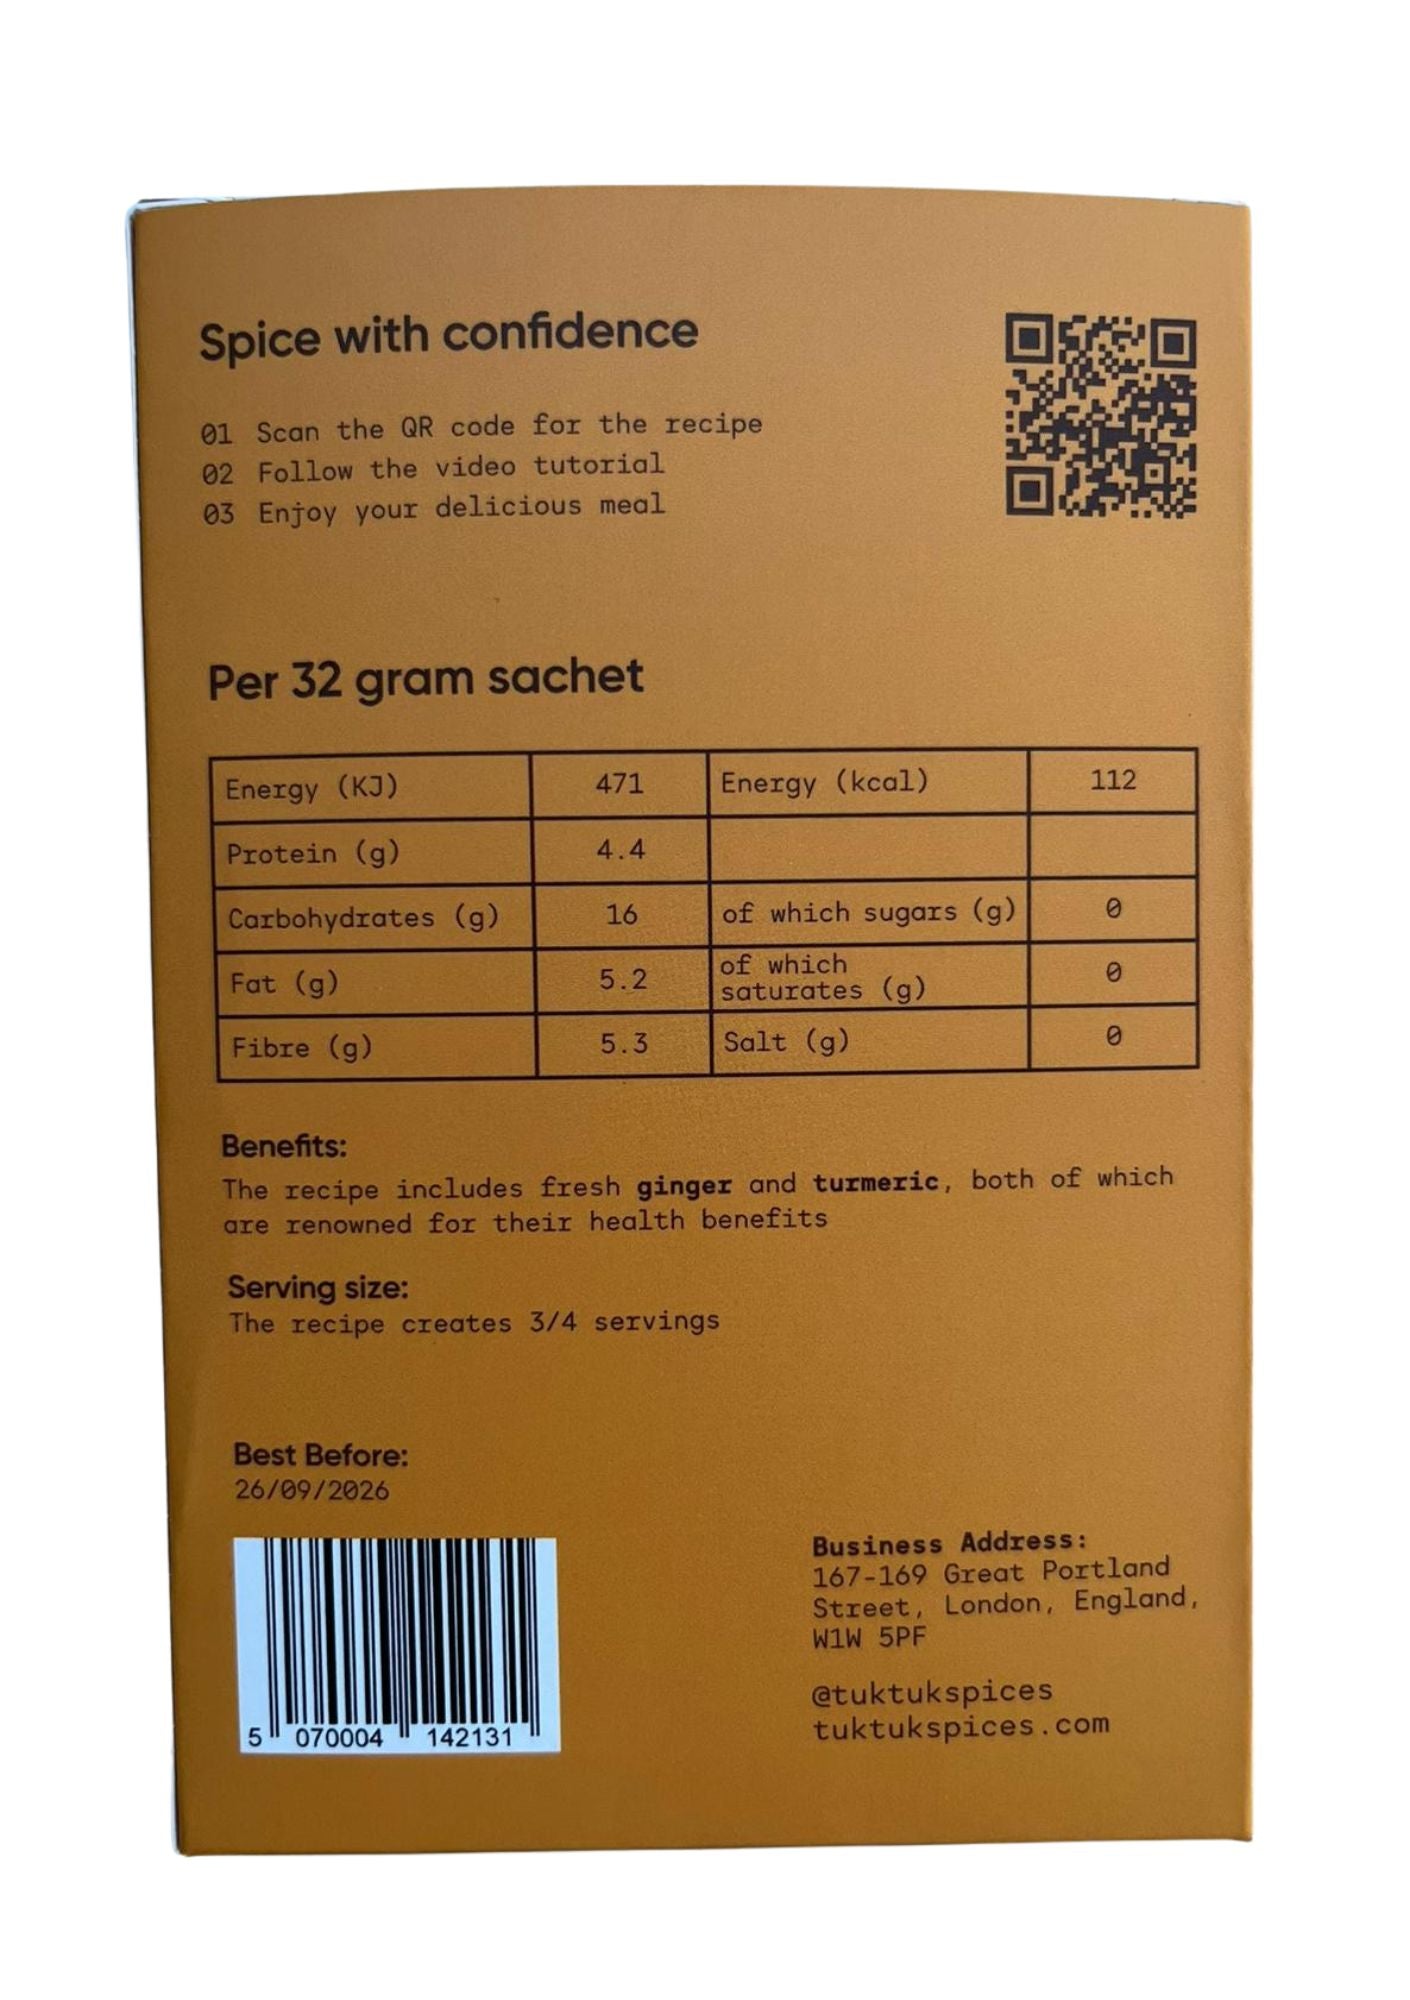 Spice with confidence
01 Scan the QR code for the recipe
02 Follow the video tutorial
03 Enjoy your delicious meal
Per 32 gram sachet
Energy (KJ) 471 Energy (kcal) 112
Protein (g) 4.4
Carbohydrates (g) 16 of which sugars (g) 0
Fat (g) 5.2 of which saturates (g) 0
Fibre (g) 5.3 Salt (g) 0
Benefits:
The recipe includes fresh ginger and turmeric, both of which
are renowned for their health benefits
Serving size:
The recipe creates 3/4 servings
Best Before:
26/09/2026
5 070004 142131
Business Address:
167-169 Great Portland
Street, London, England,
W1W 5PF
@tuktukspices
tuktukspices.com